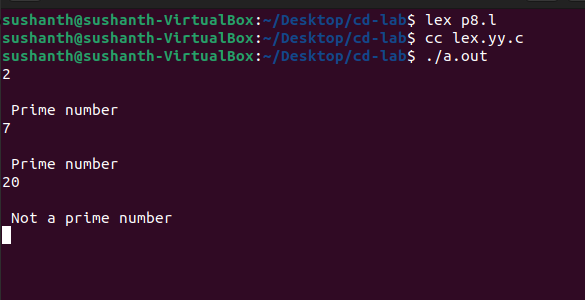 sushanth@sushanth-VirtualBox:~/Desktop/cd-lab$ lex p8.l
sushanth@sushanth-VirtualBox:~/Desktop/cd-lab$ cc lex.yy.c
sushanth@sushanth-VirtualBox:~/Desktop/cd-lab$ ./a.out
2
Prime number
7
Prime number
20
Not a prime number